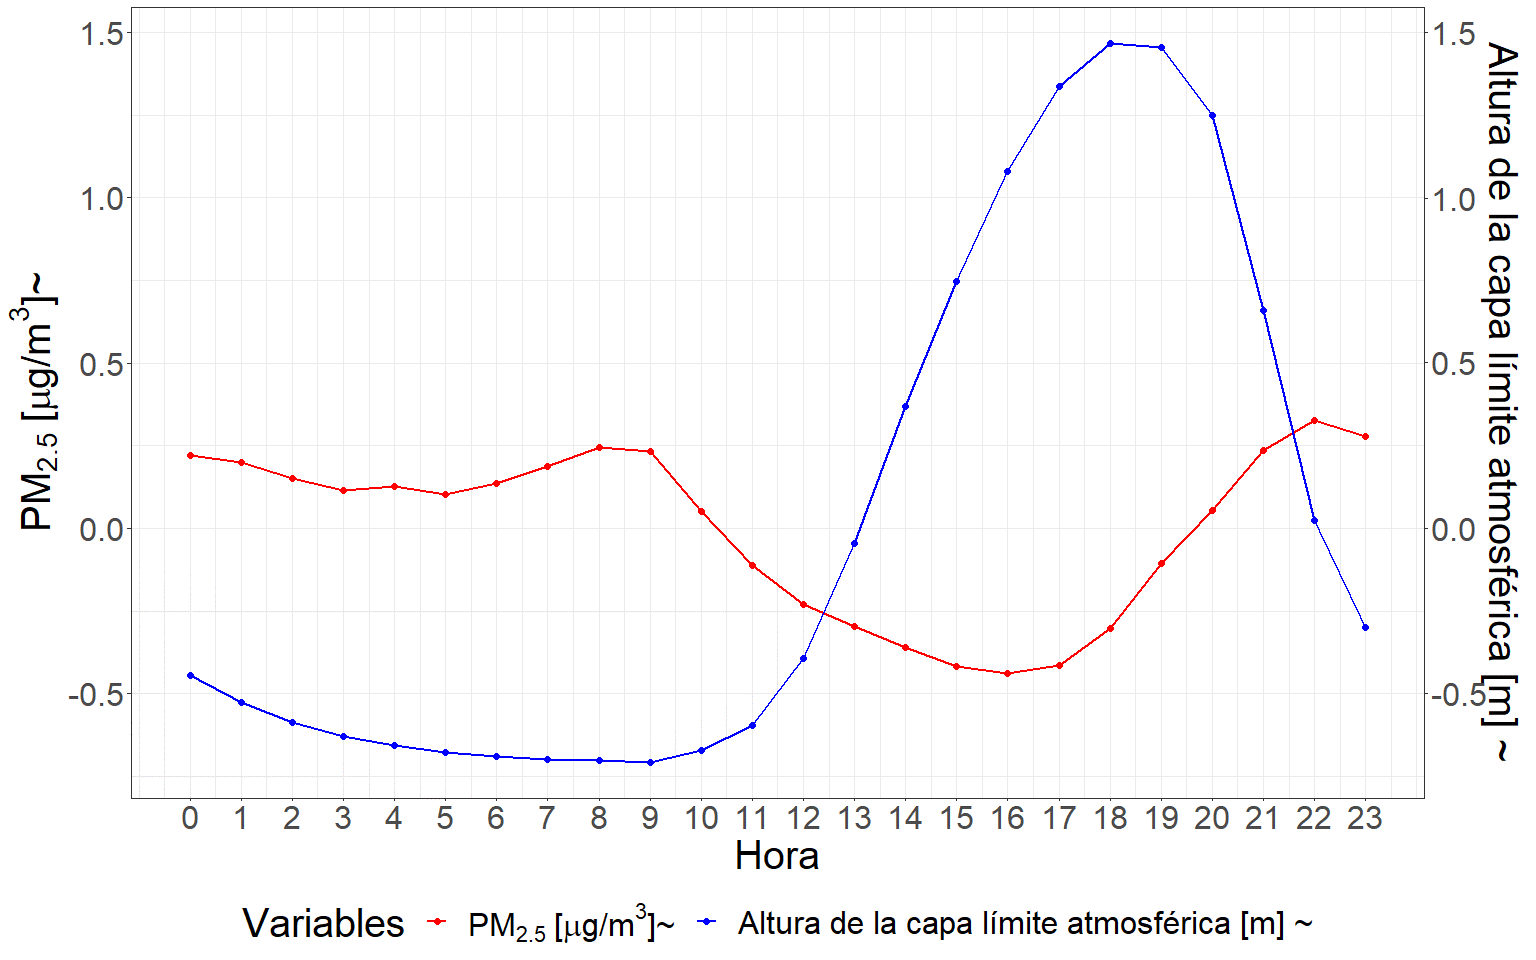 1.5
1.0
0.5
0.0
-0.5
PM2.5 [μg/m3]~
1.5
1.0
0.5
0.0
-0.5
Altura de la capa límite atmosférica [m] ~
0 1 2 3 4 5 6 7 8 9 10 11 12 13 14 15 16 17 18 19 20 21 22 23
Hora
Variables PM2.5 [μg/m3]~ Altura de la capa límite atmosférica [m] ~